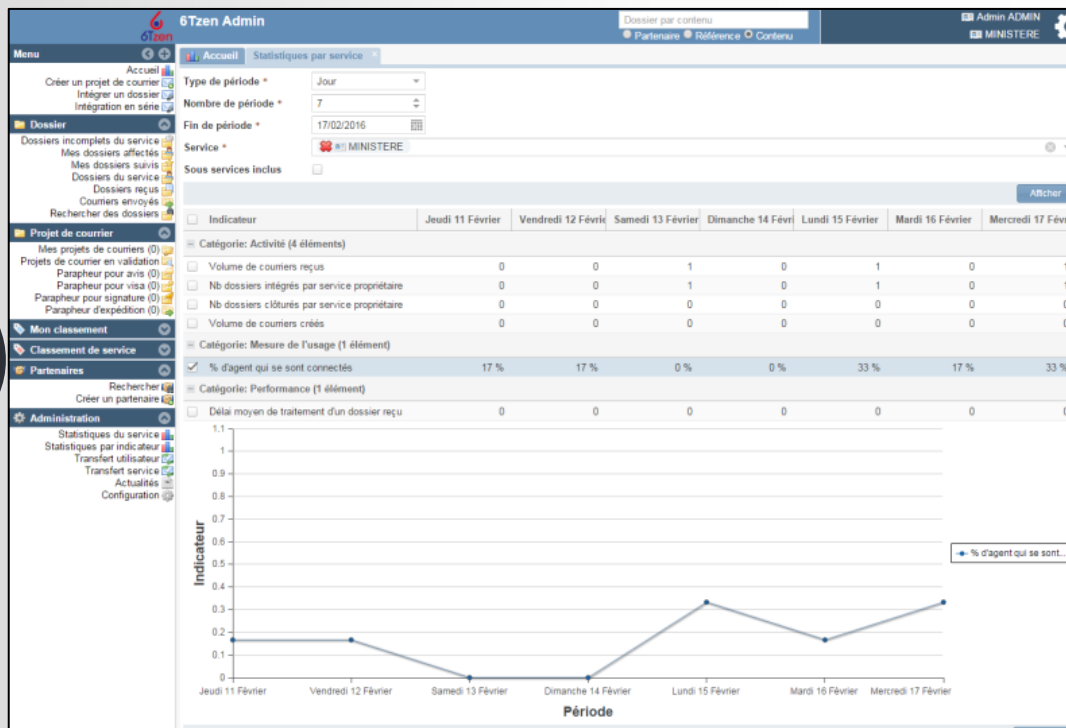 6Tzen
6Tzen Admin
Dossier par contenu
Partenaire Référence Contenu
Admin ADMIN
MINISTERE
Menu
Accueil
Créer un projet de courrier
Intégrer un dossier
Intégration en série
Dossier
Dossiers incomplets du service
Mes dossiers affectés
Mes dossiers suivis
Dossiers du service
Dossiers reçus
Courriers envoyés
Rechercher des dossiers
Projet de courrier
Mes projets de courriers (0)
Projets de courrier en validation
Parapheur pour avis (0)
Parapheur pour visa (0)
Parapheur pour signature (0)
Parapheur d'expédition (0)
Mon classement
Classement de service
Partenaires
Rechercher
Créer un partenaire
Administration
Statistiques du service
Statistiques par indicateur
Transfert utilisateur
Transfert service
Actualités
Configuration
Accueil Statistiques par service
Type de période * Jour
Nombre de période * 7
Fin de période * 17/02/2016
Service * MINISTERE
Sous services inclus
Afficher
Indicateur Jeudi 11 Février Vendredi 12 Févrie Samedi 13 Février Dimanche 14 Févri Lundi 15 Février Mardi 16 Février Mercredi 17 Févr
Catégorie: Activité (4 éléments)
Volume de courriers reçus 0 0 1 0 1 0 1
Nb dossiers intégrés par service propriétaire 0 0 1 0 1 0 1
Nb dossiers clôturés par service propriétaire 0 0 0 0 0 0 0
Volume de courriers créés 0 0 0 0 0 0 0
Catégorie: Mesure de l'usage (1 élément)
% d'agent qui se sont connectés 17 % 17 % 0 % 0 % 33 % 17 % 33 %
Catégorie: Performance (1 élément)
Délai moyen de traitement d'un dossier reçu 0 0 0 0 0 0 0
1.1
1
0.9
0.8
0.7
0.6
0.5
0.4
0.3
0.2
0.1
0
Indicateur
% d'agent qui se sont...
Jeudi 11 Février Vendredi 12 Février Samedi 13 Février Dimanche 14 Février Lundi 15 Février Mardi 16 Février Mercredi 17 Février
Période